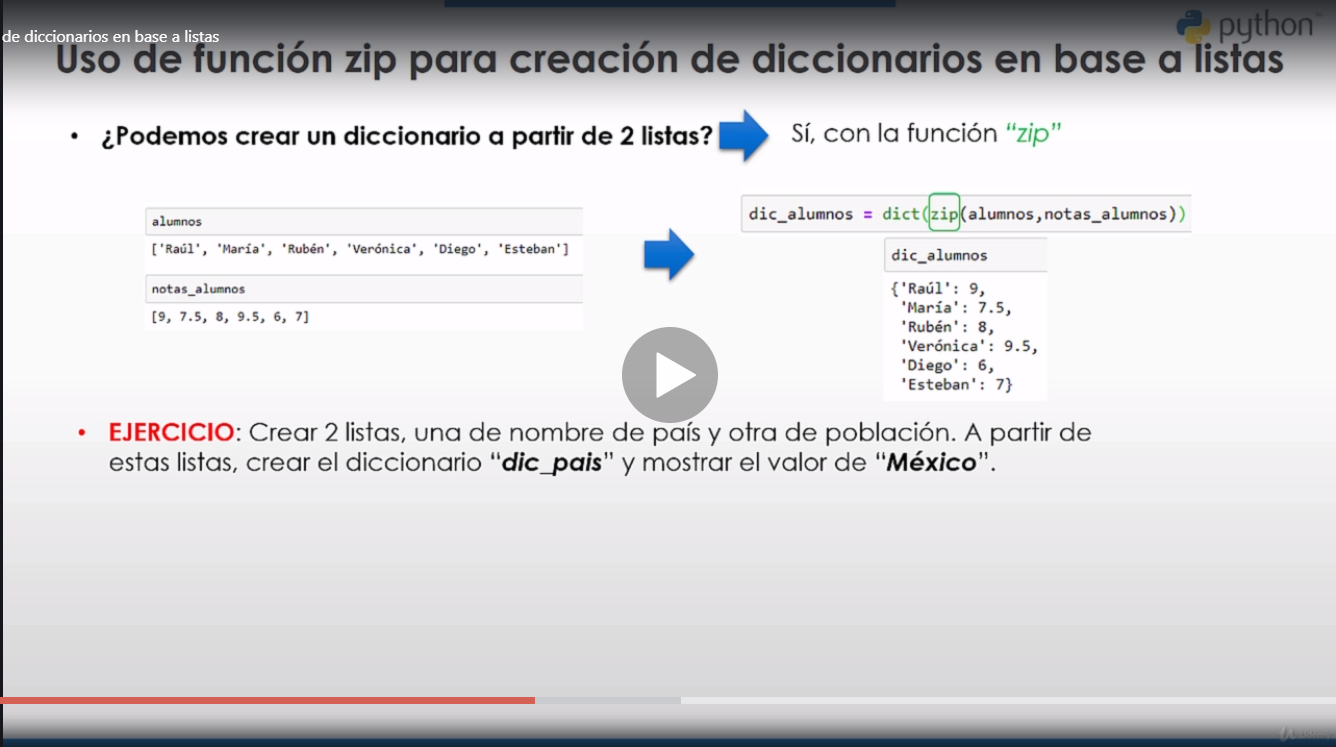 de diccionarios en base a listas
python
Uso de función zip para creación de diccionarios en base a listas
• ¿Podemos crear un diccionario a partir de 2 listas?
Sí, con la función “zip”
alumnos
['Raúl', 'María', 'Rubén', 'Verónica', 'Diego', 'Esteban']
notas_alumnos
[9, 7.5, 8, 9.5, 6, 7]
dic_alumnos = dict(zip(alumnos,notas_alumnos))
dic_alumnos
{'Raúl': 9,
'María': 7.5,
'Rubén': 8,
'Verónica': 9.5,
'Diego': 6,
'Esteban': 7}
• EJERCICIO: Crear 2 listas, una de nombre de país y otra de población. A partir de
estas listas, crear el diccionario “dic_pais” y mostrar el valor de “México”.